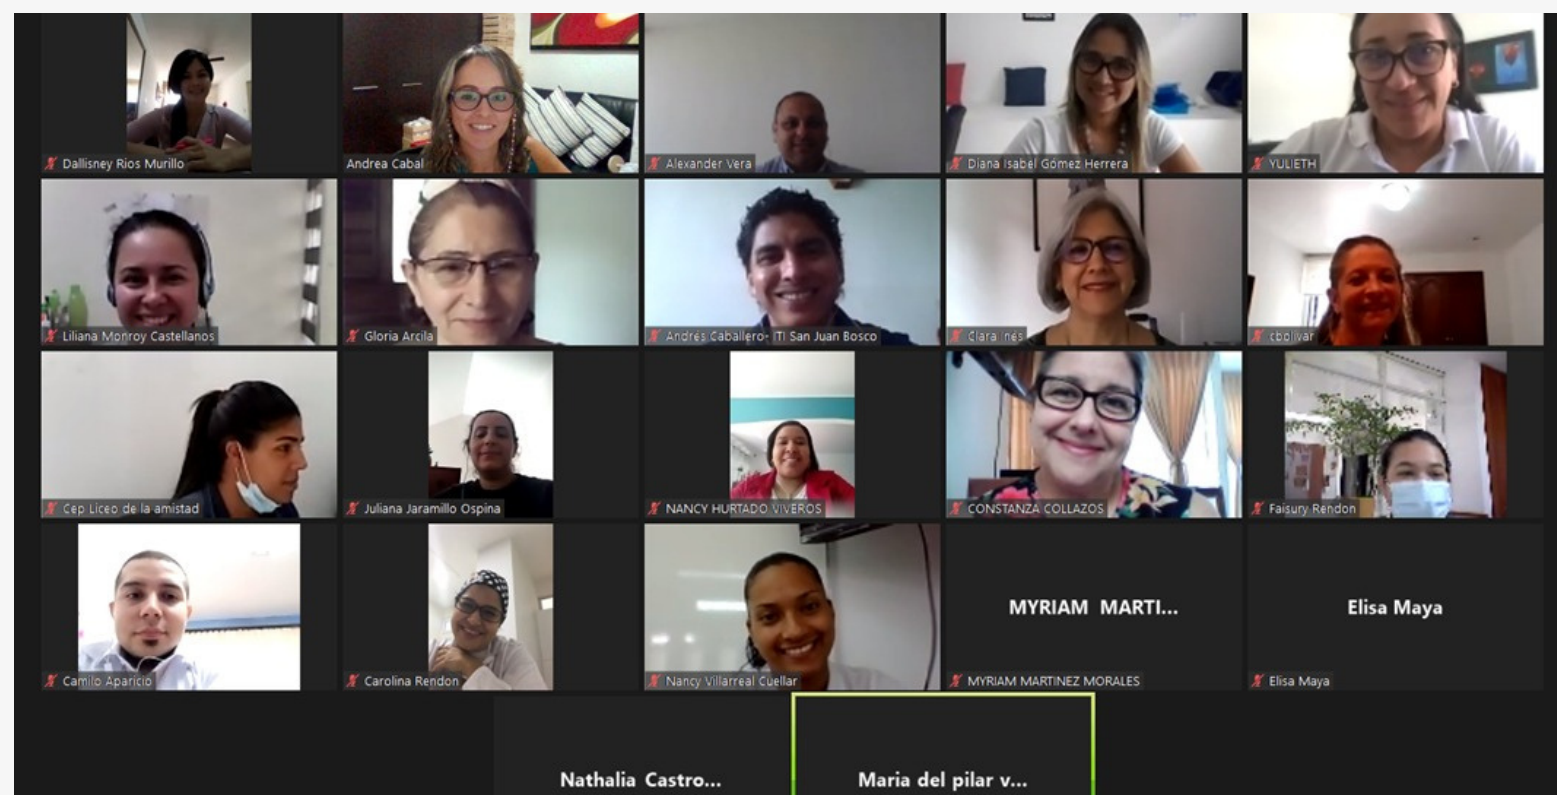 Dallisney Rios Murillo
Andrea Cabal
Alexander Vera
Diana Isabel Gómez Herrera
YULIETH
Liliana Monroy Castellanos
Gloria Arcila
Andrés Caballero- ITI San Juan Bosco
Clara Inés
cbolivar
Cep Liceo de la amistad
Juliana Jaramillo Ospina
NANCY HURTADO VIVEROS
CONSTANZA COLLAZOS
Faisury Rendon
Camilo Aparicio
Carolina Rendon
Nancy Villarreal Cuellar
MYRIAM MARTI...
MYRIAM MARTINEZ MORALES
Elisa Maya
Elisa Maya
Nathalia Castro...
Maria del pilar v...